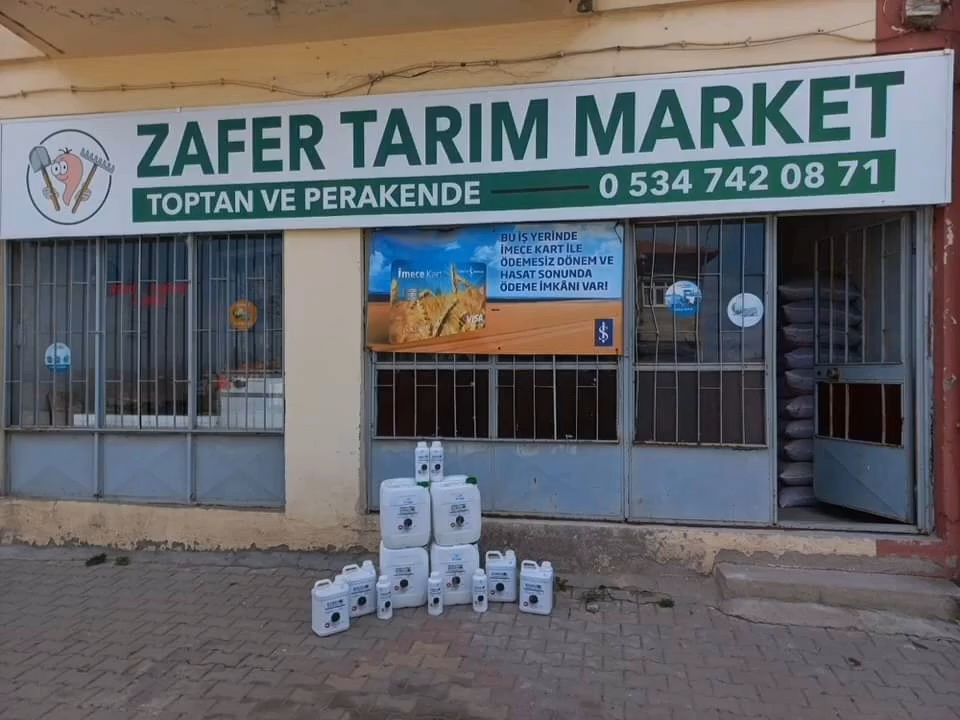 ZAFER TARIM MARKET
TOPTAN VE PERAKENDE 0 534 742 08 71
BU İŞ YERİNDE
İMECE KART İLE
ÖDEMESİZ DÖNEM VE
HASAT SONUNDA
ÖDEME İMKÂNI VAR!
İmece Kart
VISA